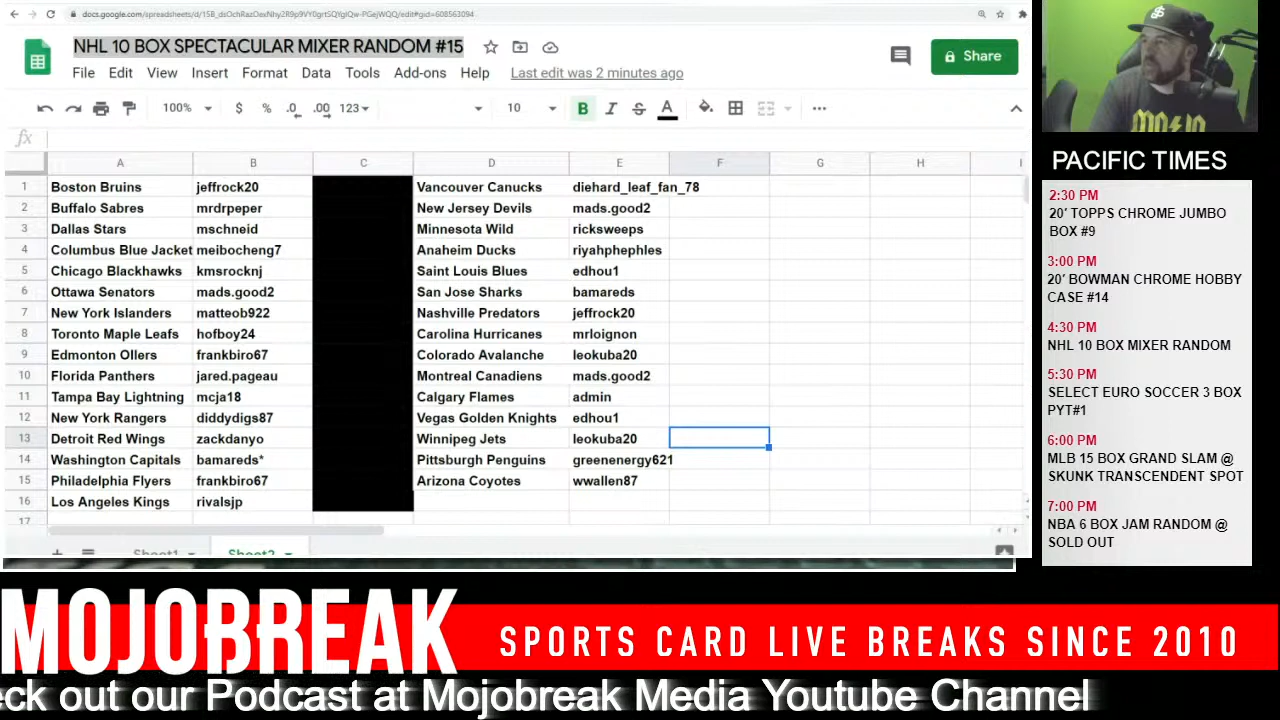 docs.google.com/spreadsheets/d/
NHL 10 BOX SPECTACULAR MIXER RANDOM #15
Share
File Edit View Insert Format Data Tools Add-ons Help Last edit was 2 minutes ago
100% $ % .0 .00 123 10 B I S A
fx
A B C D E F G H I
1 Boston Bruins jeffrock20 Vancouver Canucks diehard_leaf_fan_78
2 Buffalo Sabres mrdrpeper New Jersey Devils mads.good2
3 Dallas Stars mschneid Minnesota Wild ricksweeps
4 Columbus Blue Jacket meibocheng7 Anaheim Ducks riyahphephles
5 Chicago Blackhawks kmsrocknj Saint Louis Blues edhou1
6 Ottawa Senators mads.good2 San Jose Sharks bamareds
7 New York Islanders matteob922 Nashville Predators jeffrock20
8 Toronto Maple Leafs hofboy24 Carolina Hurricanes mrloignon
9 Edmonton Ollers frankbiro67 Colorado Avalanche leokuba20
10 Florida Panthers jared.pageau Montreal Canadiens mads.good2
11 Tampa Bay Lightning mcja18 Calgary Flames admin
12 New York Rangers diddydigs87 Vegas Golden Knights edhou1
13 Detroit Red Wings zackdanyo Winnipeg Jets leokuba20
14 Washington Capitals bamareds* Pittsburgh Penguins greenenergy621
15 Philadelphia Flyers frankbiro67 Arizona Coyotes wwallen87
16 Los Angeles Kings rivalsjp
17
Sheet1 Sheet2
PACIFIC TIMES
2:30 PM
20' TOPPS CHROME JUMBO
BOX #9
3:00 PM
20' BOWMAN CHROME HOBBY
CASE #14
4:30 PM
NHL 10 BOX MIXER RANDOM
5:30 PM
SELECT EURO SOCCER 3 BOX
PYT#1
6:00 PM
MLB 15 BOX GRAND SLAM @
SKUNK TRANSCENDENT SPOT
7:00 PM
NBA 6 BOX JAM RANDOM @
SOLD OUT
MOJOBREAK
SPORTS CARD LIVE BREAKS SINCE 2010
eck out our Podcast at Mojobreak Media Youtube Channel